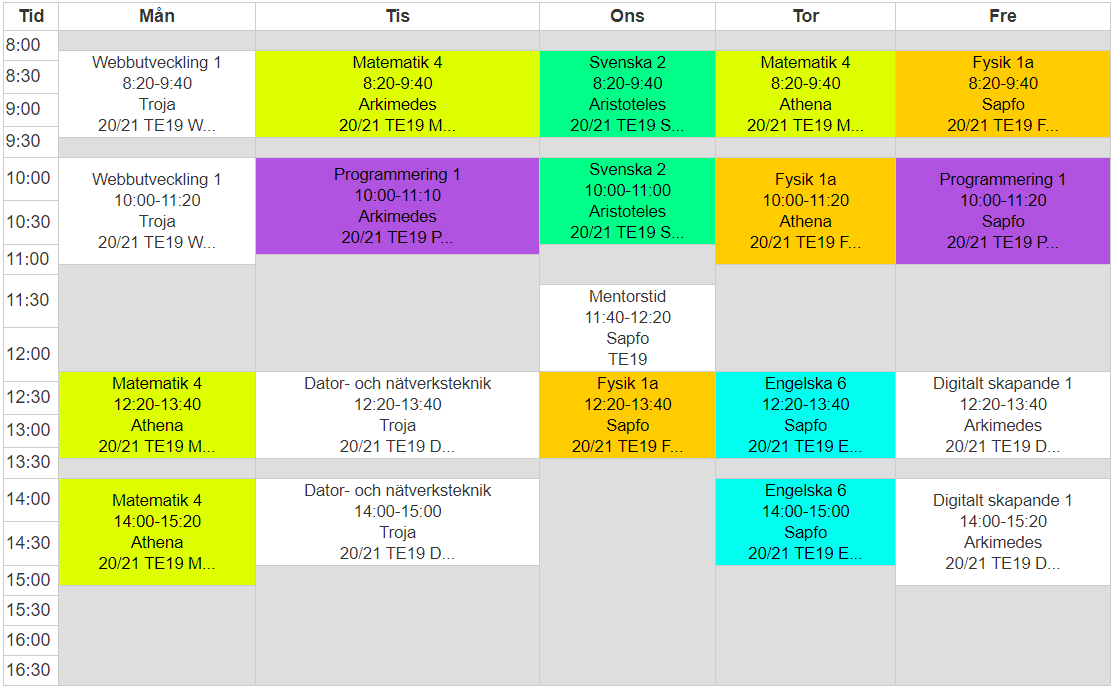 Tid Mån Tis Ons Tor Fre
8:00
8:30
9:00
9:30
10:00
10:30
11:00
11:30
12:00
12:30
13:00
13:30
14:00
14:30
15:00
15:30
16:00
16:30
Webbutveckling 1
8:20-9:40
Troja
20/21 TE19 W...
Webbutveckling 1
10:00-11:20
Troja
20/21 TE19 W...
Matematik 4
12:20-13:40
Athena
20/21 TE19 M...
Matematik 4
14:00-15:20
Athena
20/21 TE19 M...
Matematik 4
8:20-9:40
Arkimedes
20/21 TE19 M...
Programmering 1
10:00-11:10
Arkimedes
20/21 TE19 P...
Dator- och nätverksteknik
12:20-13:40
Troja
20/21 TE19 D...
Dator- och nätverksteknik
14:00-15:00
Troja
20/21 TE19 D...
Svenska 2
8:20-9:40
Aristoteles
20/21 TE19 S...
Svenska 2
10:00-11:00
Aristoteles
20/21 TE19 S...
Mentorstid
11:40-12:20
Sapfo
TE19
Fysik 1a
12:20-13:40
Sapfo
20/21 TE19 F...
Matematik 4
8:20-9:40
Athena
20/21 TE19 M...
Fysik 1a
10:00-11:20
Athena
20/21 TE19 F...
Engelska 6
12:20-13:40
Sapfo
20/21 TE19 E...
Engelska 6
14:00-15:00
Sapfo
20/21 TE19 E...
Fysik 1a
8:20-9:40
Sapfo
20/21 TE19 F...
Programmering 1
10:00-11:20
Sapfo
20/21 TE19 P...
Digitalt skapande 1
12:20-13:40
Arkimedes
20/21 TE19 D...
Digitalt skapande 1
14:00-15:20
Arkimedes
20/21 TE19 D...